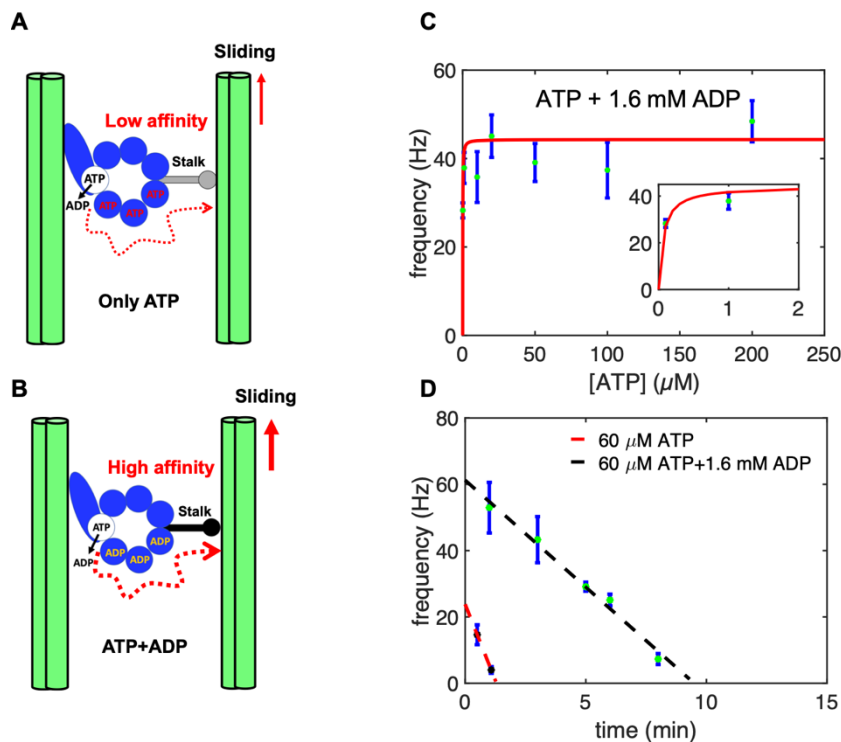 A
Sliding
Low affinity
Stalk
ATP
ADP
ATP
ATP
ATP
Only ATP
B
Sliding
High affinity
Stalk
ATP
ADP
ADP
ADP
ADP
ATP+ADP
C
ATP + 1.6 mM ADP
frequency (Hz)
60
40
20
0
40
20
0
0 1 2
0 50 100 150 200 250
[ATP] (μM)
D
60 μM ATP
60 μM ATP+1.6 mM ADP
frequency (Hz)
80
60
40
20
0
0 5 10 15
time (min)